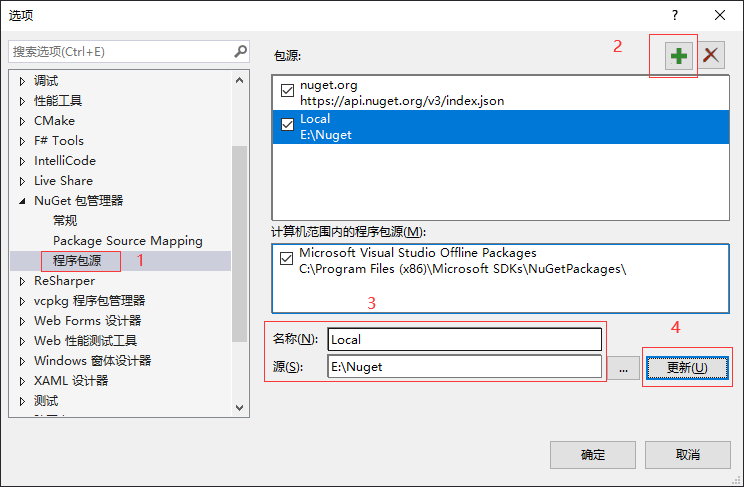 选项
?
搜索选项(Ctrl+E)
调试
性能工具
CMake
F# Tools
IntelliCode
Live Share
NuGet 包管理器
常规
Package Source Mapping
程序包源
1
ReSharper
vcpkg 程序包管理器
Web Forms 设计器
Web 性能测试工具
Windows 窗体设计器
XAML 设计器
测试
包源:
2
nuget.org
https://api.nuget.org/v3/index.json
Local
E:\Nuget
计算机范围内的程序包源(M):
Microsoft Visual Studio Offline Packages
C:\Program Files (x86)\Microsoft SDKs\NuGetPackages\
3
4
名称(N): Local
源(S): E:\Nuget ... 更新(U)
确定 取消